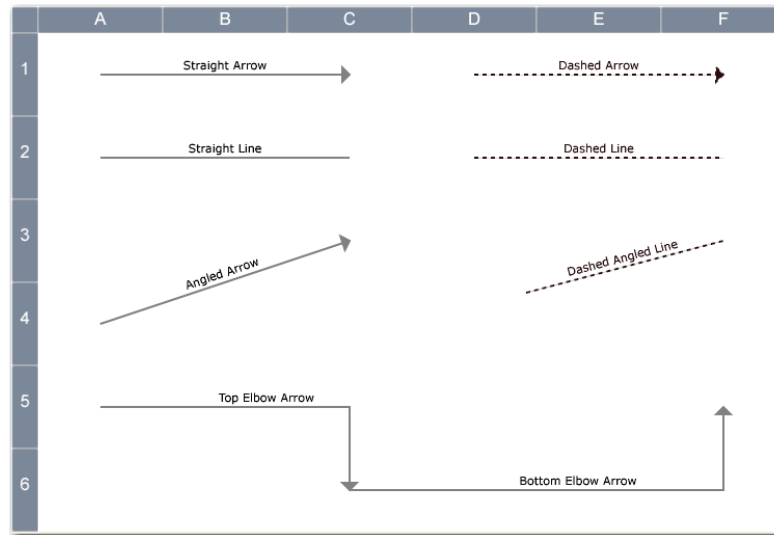 A B C D E F
1
Straight Arrow
Dashed Arrow
2
Straight Line
Dashed Line
3
Angled Arrow
Dashed Angled Line
4
5
Top Elbow Arrow
6
Bottom Elbow Arrow